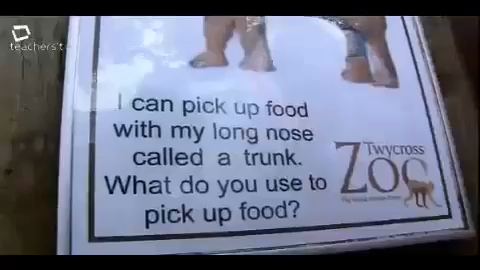 teachers't
I can pick up food
with my long nose
called a trunk.
What do you use to
pick up food?
Twycross
ZOO